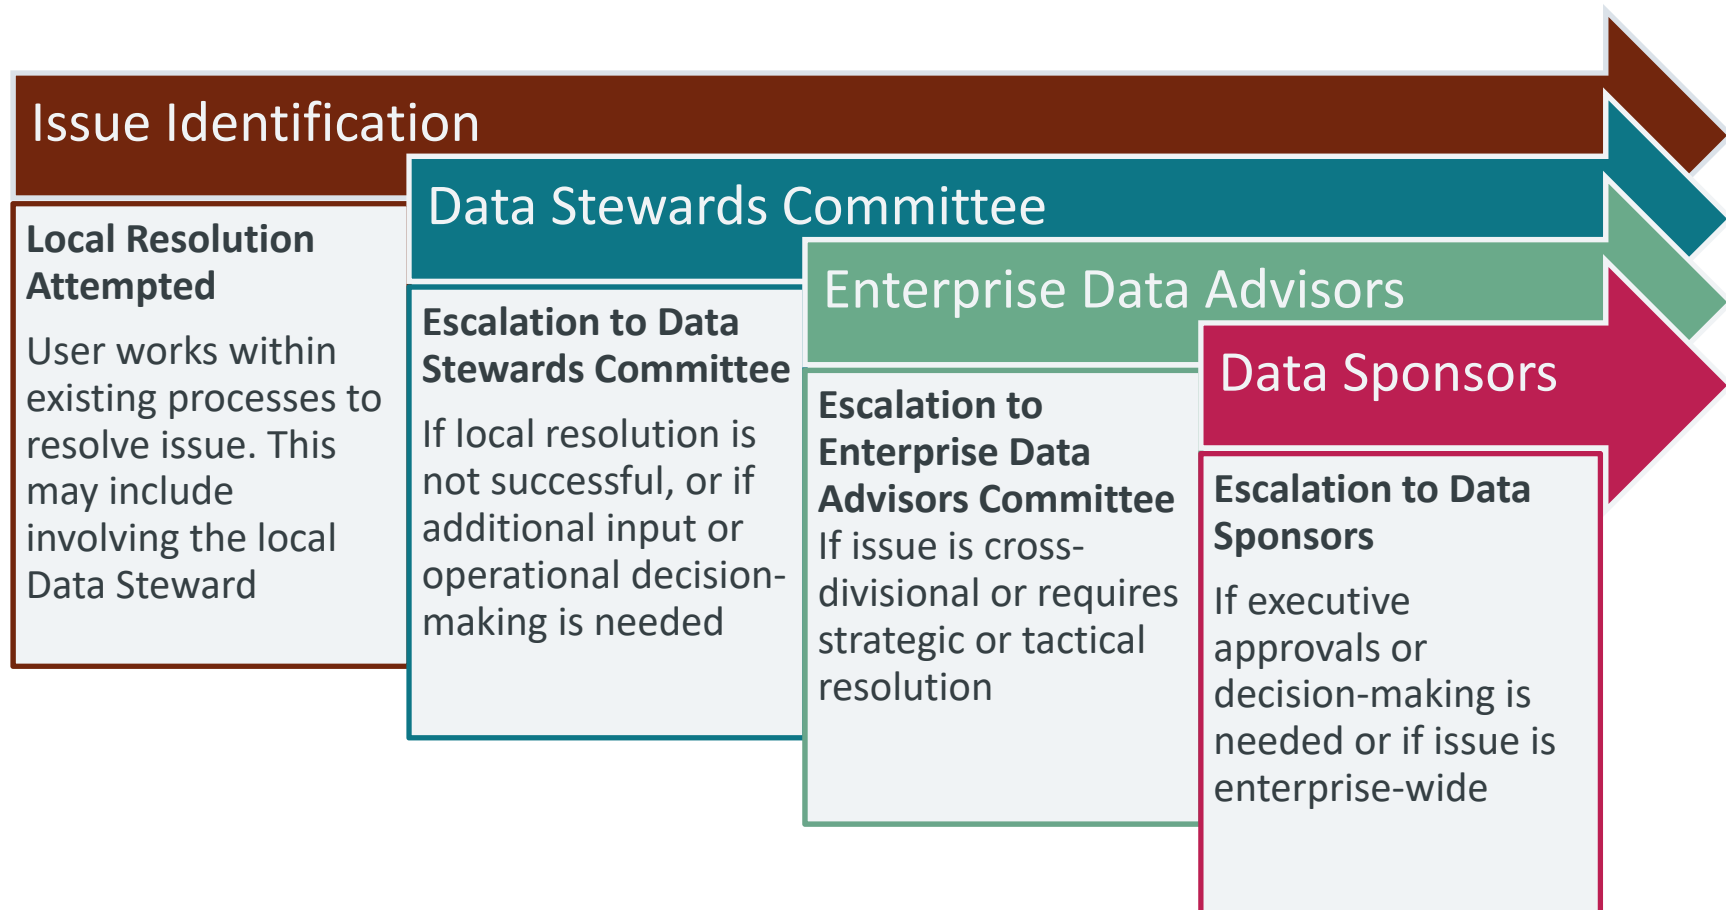 Issue Identification
Local Resolution
Attempted
User works within
existing processes to
resolve issue. This
may include
involving the local
Data Steward
Data Stewards Committee
Escalation to Data
Stewards Committee
If local resolution is
not successful, or if
additional input or
operational decision-
making is needed
Enterprise Data Advisors
Escalation to
Enterprise Data
Advisors Committee
If issue is cross-
divisional or requires
strategic or tactical
resolution
Data Sponsors
Escalation to Data
Sponsors
If executive
approvals or
decision-making is
needed or if issue is
enterprise-wide